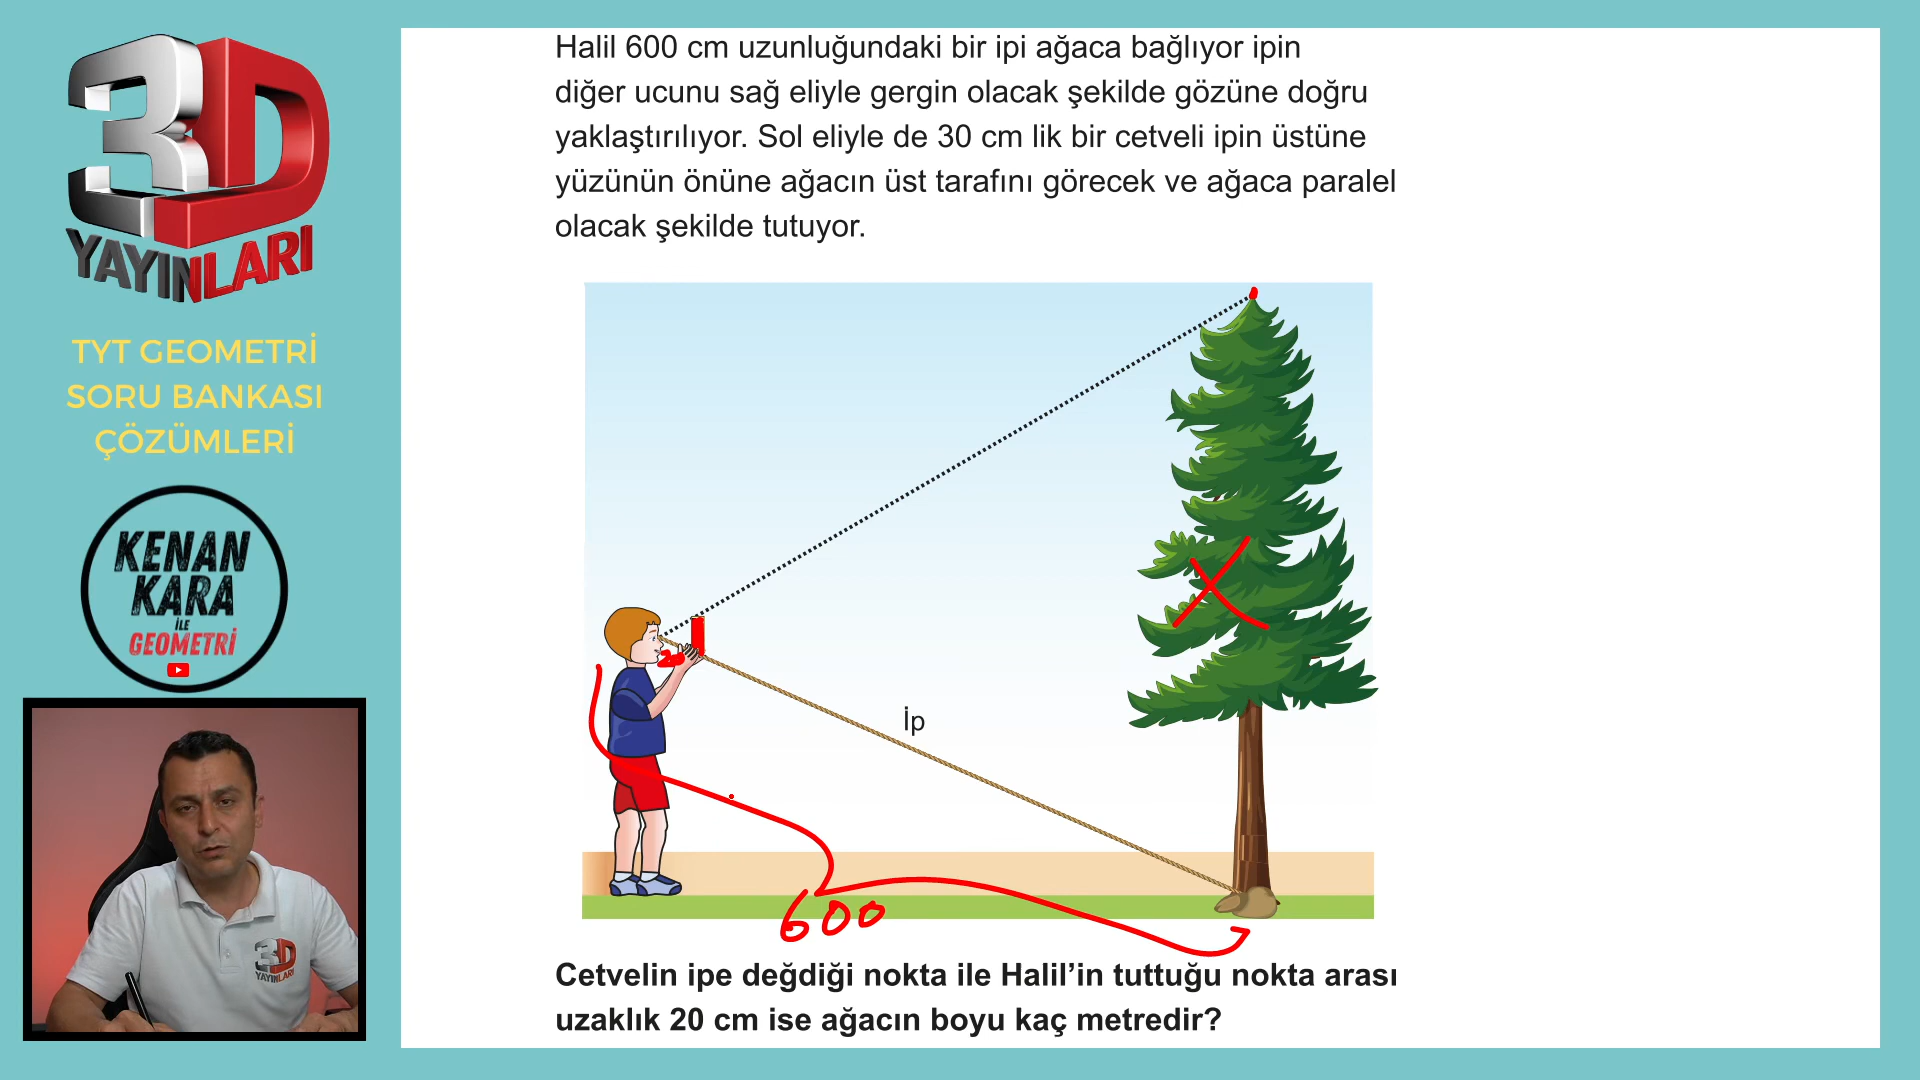 3D
YAYINLARI
TYT GEOMETRİ
SORU BANKASI
ÇÖZÜMLERİ
KENAN
KARA
İLE
GEOMETRİ
3D
YAYINLARI
Halil 600 cm uzunluğundaki bir ipi ağaca bağlıyor ipin
diğer ucunu sağ eliyle gergin olacak şekilde gözüne doğru
yaklaştırılıyor. Sol eliyle de 30 cm lik bir cetveli ipin üstüne
yüzünün önüne ağacın üst tarafını görecek ve ağaca paralel
olacak şekilde tutuyor.
x
20
İp
600
Cetvelin ipe değdiği nokta ile Halil’in tuttuğu nokta arası
uzaklık 20 cm ise ağacın boyu kaç metredir?